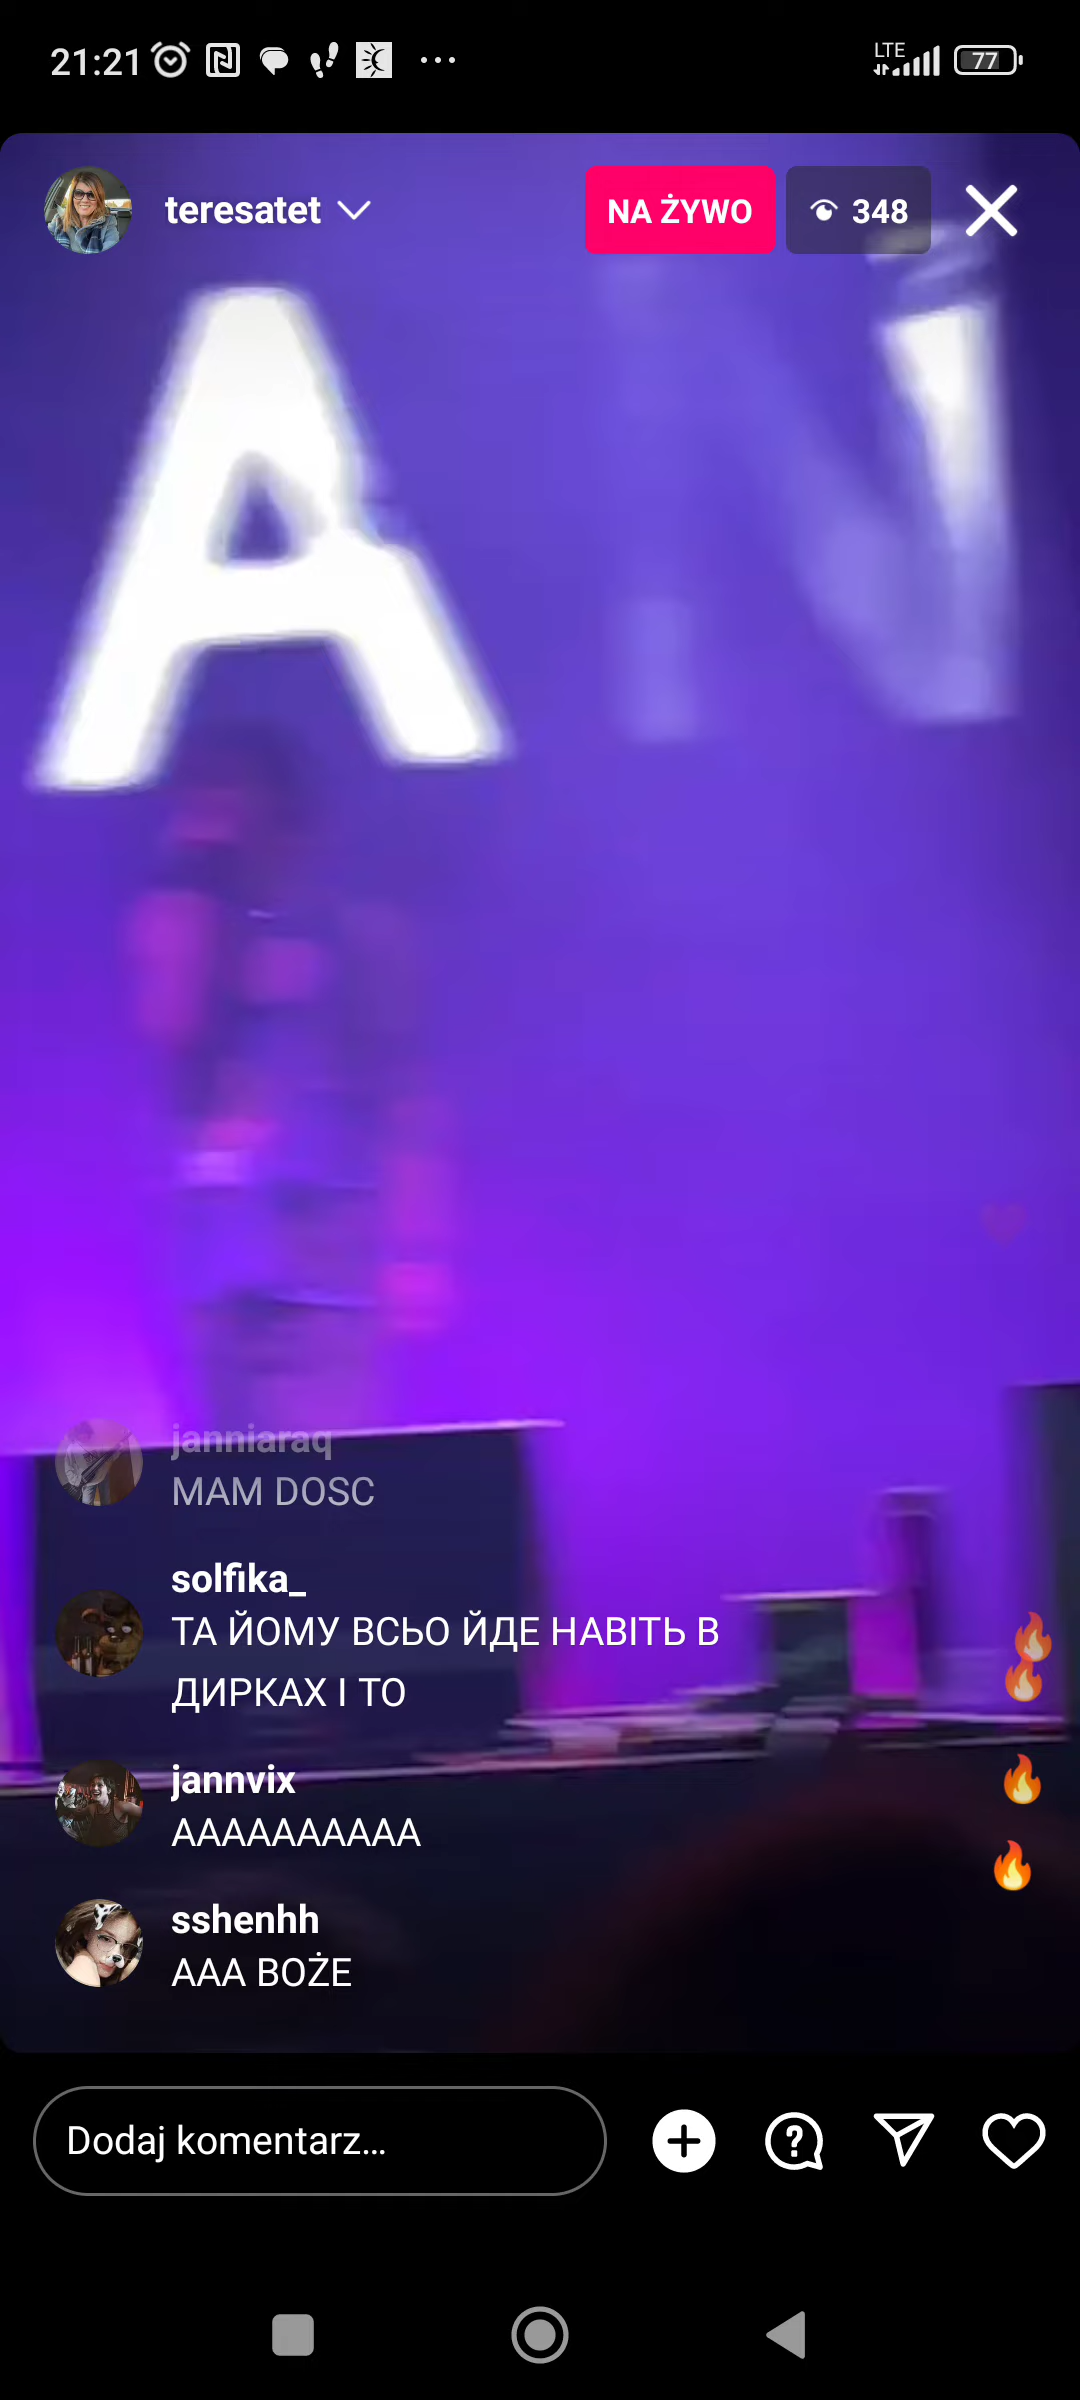 21:21
LTE
77
teresatet
NA ŻYWO
348
A N
janniaraq
MAM DOSC
solfika_
ТА ЙОМУ ВСЬО ЙДЕ НАВІТЬ В
ДИРКАХ І ТО
jannvix
AAAAAAAAAA
sshenhh
AAA BOŻE
Dodaj komentarz...